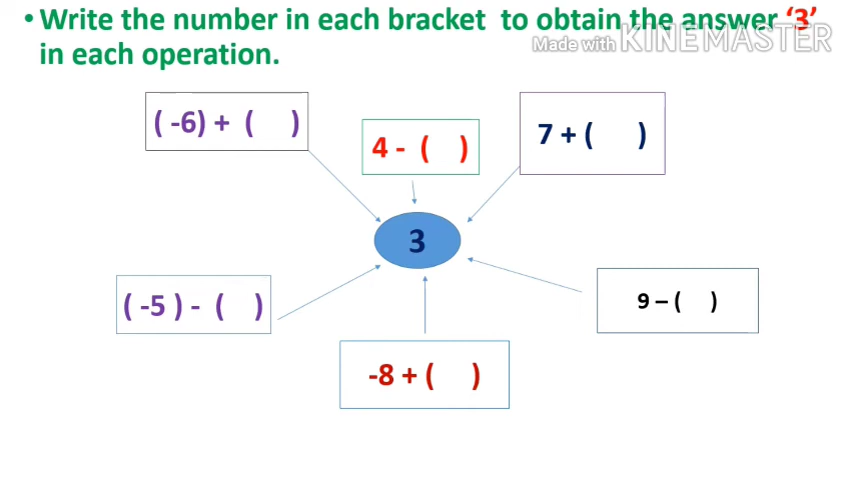 • Write the number in each bracket to obtain the answer ‘3’
in each operation.
Made with KINEMASTER
( -6) + (    )
4 - (    )
7 + (    )
3
( -5 ) - (    )
9 – (    )
-8 + (    )